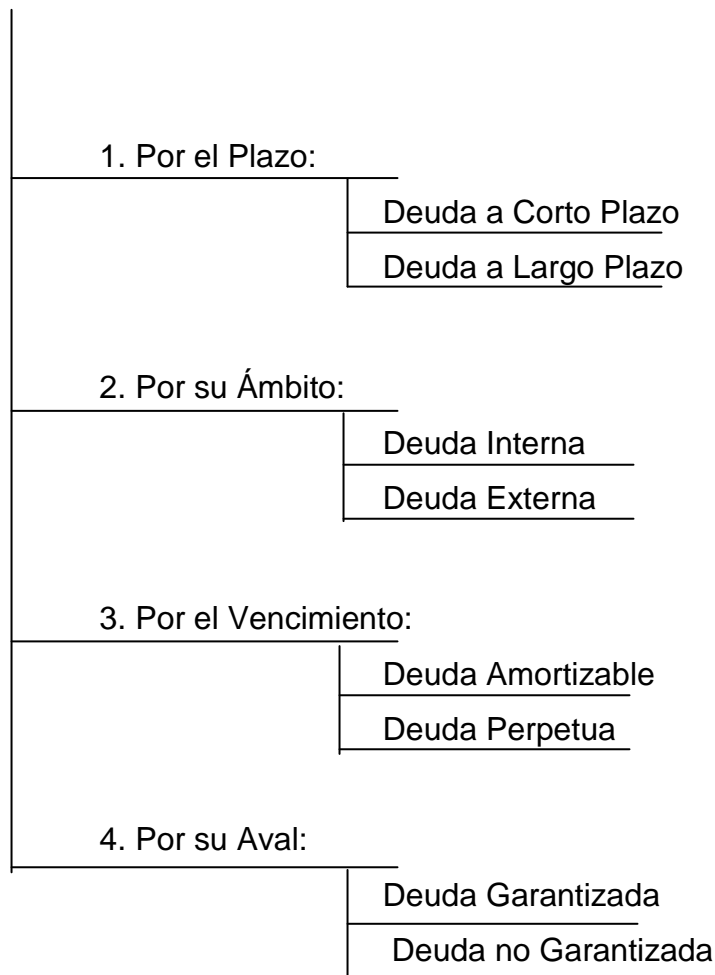 1. Por el Plazo:
Deuda a Corto Plazo
Deuda a Largo Plazo
2. Por su Ámbito:
Deuda Interna
Deuda Externa
3. Por el Vencimiento:
Deuda Amortizable
Deuda Perpetua
4. Por su Aval:
Deuda Garantizada
Deuda no Garantizada